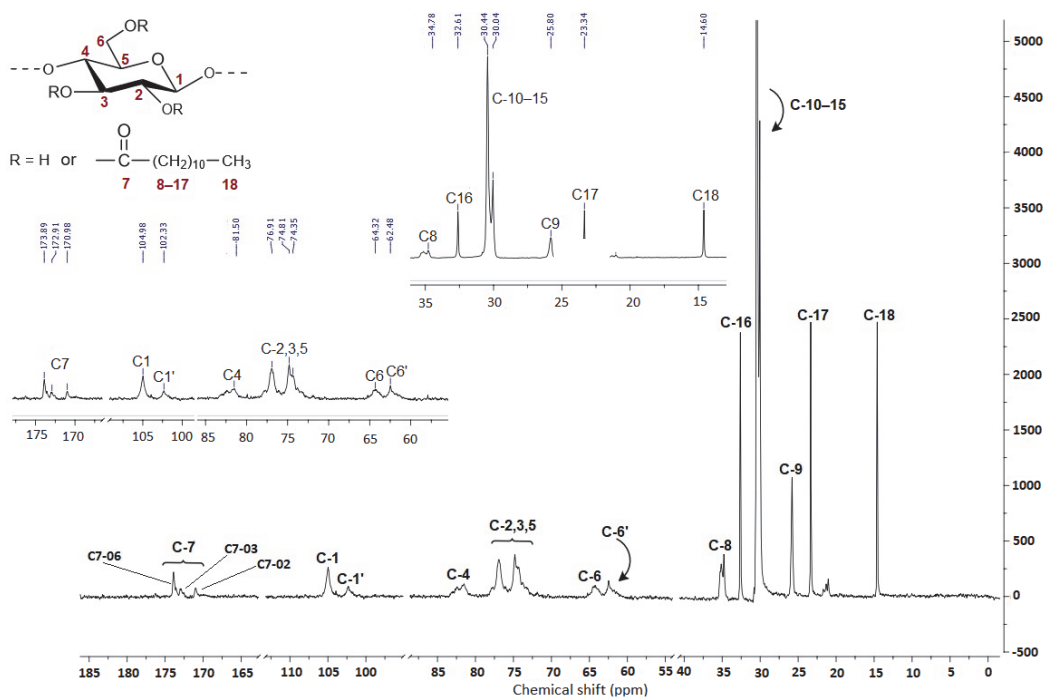 OR
6
4
O
5
O
O
1
O
RO
3
2
OR
O
R = H or C (CH₂)₁₀ CH₃
7 8–17 18
34.78
32.61
30.44
30.04
25.80
23.34
14.60
C-10–15
C16
C17
C18
C8
C9
35 30 25 20 15
173.89
172.91
170.98
104.98
102.33
81.50
76.91
74.81
74.35
64.32
62.48
C7
C1
C1'
C4
C-2,3,5
C6
C6'
175 170 105 100 85 80 75 70 65 60
C-10–15
C-16
C-17
C-18
C-9
C-8
C-7
C7-06
C7-03
C7-02
C-1
C-1'
C-4
C-2,3,5
C-6
C-6'
5000
4500
4000
3500
3000
2500
2000
1500
1000
500
0
-500
185 180 175 170 165 110 105 100 80 75 70 65 60 55 40 35 30 25 20 15 10 5 0
Chemical shift (ppm)